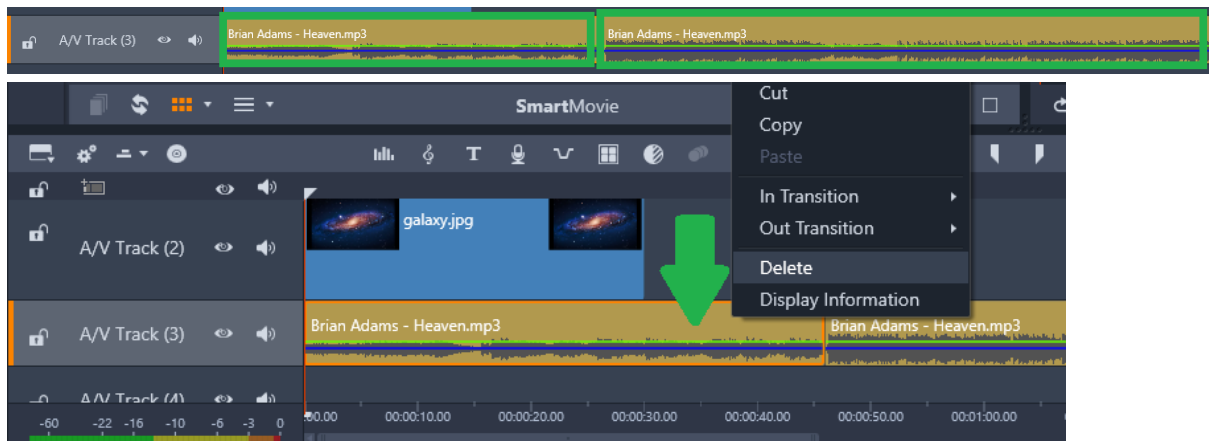 A/V Track (3)
Brian Adams - Heaven.mp3
Brian Adams - Heaven.mp3
SmartMovie
Cut
Copy
Paste
In Transition
Out Transition
Delete
Display Information
T
galaxy.jpg
A/V Track (2)
A/V Track (3)
Brian Adams - Heaven.mp3
Brian Adams - Heaven.mp3
A/V Track (4)
:00.00 00:00:10.00 00:00:20.00 00:00:30.00 00:00:40.00 00:00:50.00 00:01:00.00
-60 -22 -16 -10 -6 -3 0